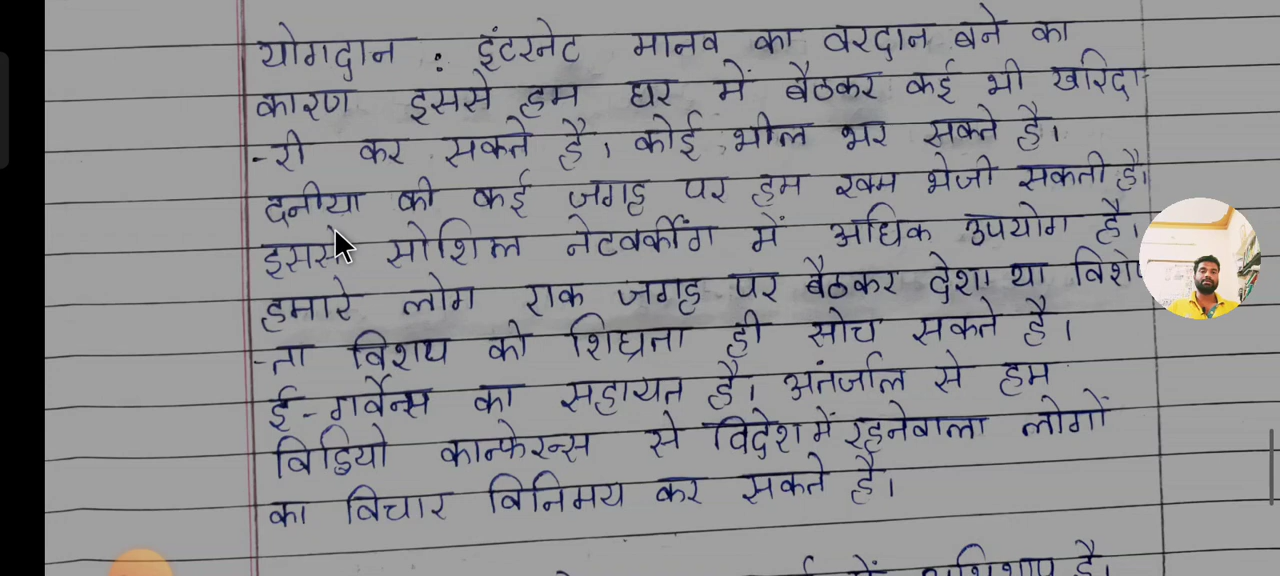 योगदान : इंटरनेट मानव का वरदान बने का
कारण इससे हम घर में बैठकर कई भी खरिदा
-री कर सकते है। कोई भील भर सकते है।
दनीया की कई जगह पर हम रकम भेजी सकती है।
इससे सोशिल नेटवर्कींग में अधिक उपयोग है।
हमारे लोग एाक जगह पर बैठकर देशा या विशे
-ता विशय को शिघ्रता ही सोच सकते है।
ई-गर्वेन्स का सहायत है। अतंर्जाल से हम
विडियो कान्फेरन्स से विदेश में रहनेवाला लोगों
का विचार विनिमय कर सकते है।